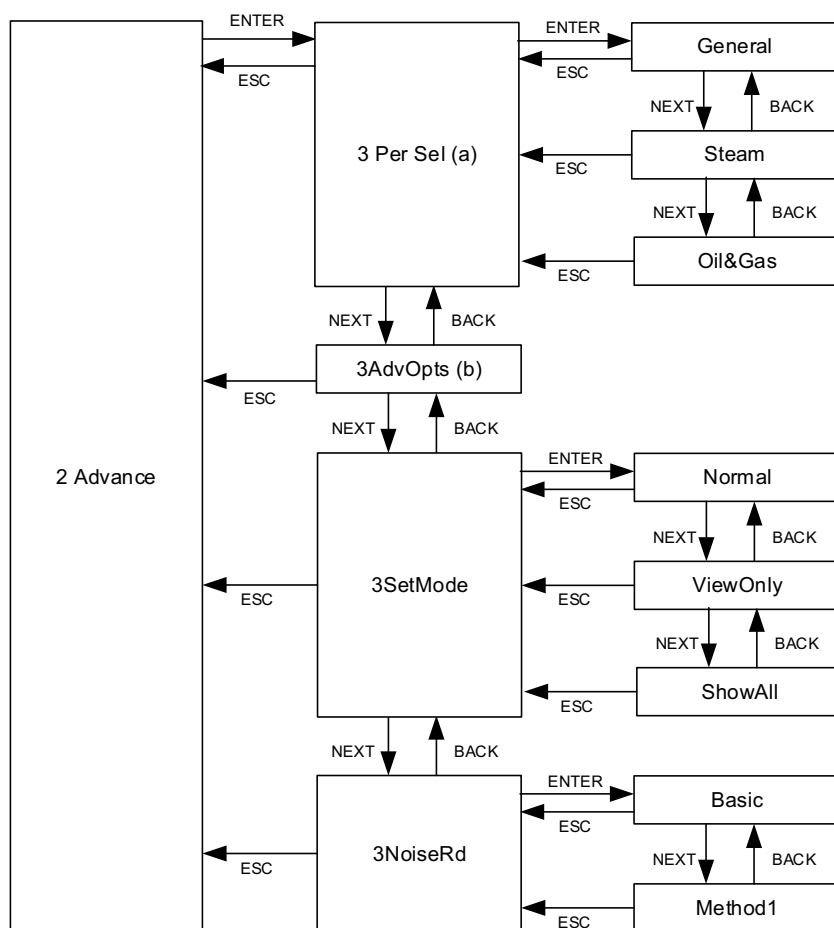 ENTER
ESC
ENTER
ESC
General
NEXT
BACK
3 Per Sel (a)
ESC
Steam
NEXT
BACK
ESC
Oil&Gas
NEXT
BACK
ESC
3AdvOpts (b)
NEXT
BACK
2 Advance
ENTER
ESC
Normal
NEXT
BACK
ESC
3SetMode
ESC
ViewOnly
NEXT
BACK
ESC
ShowAll
NEXT
BACK
ENTER
ESC
Basic
NEXT
BACK
ESC
3NoiseRd
ESC
Method1